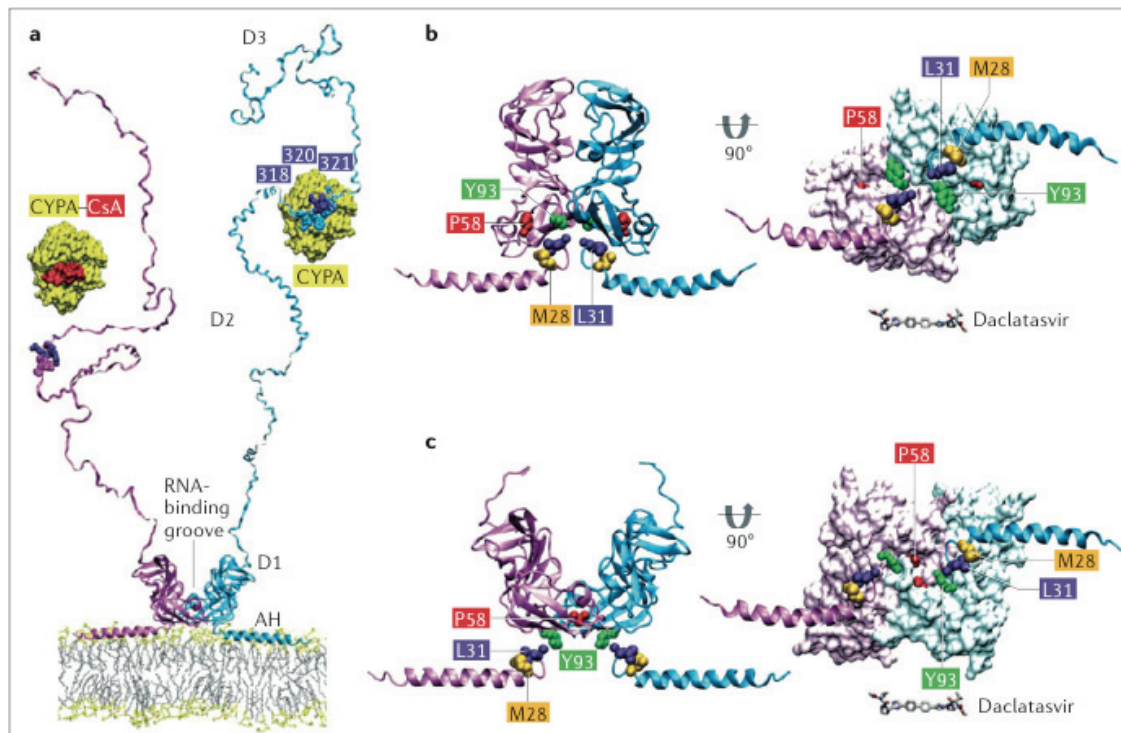 a
D3
320
318
321
CYPA
CsA
CYPA
D2
RNA-
binding
groove
D1
AH
b
L31
M28
P58
90°
Y93
Y93
P58
M28
L31
Daclatasvir
c
P58
90°
P58
M28
L31
Y93
L31
M28
Y93
Daclatasvir